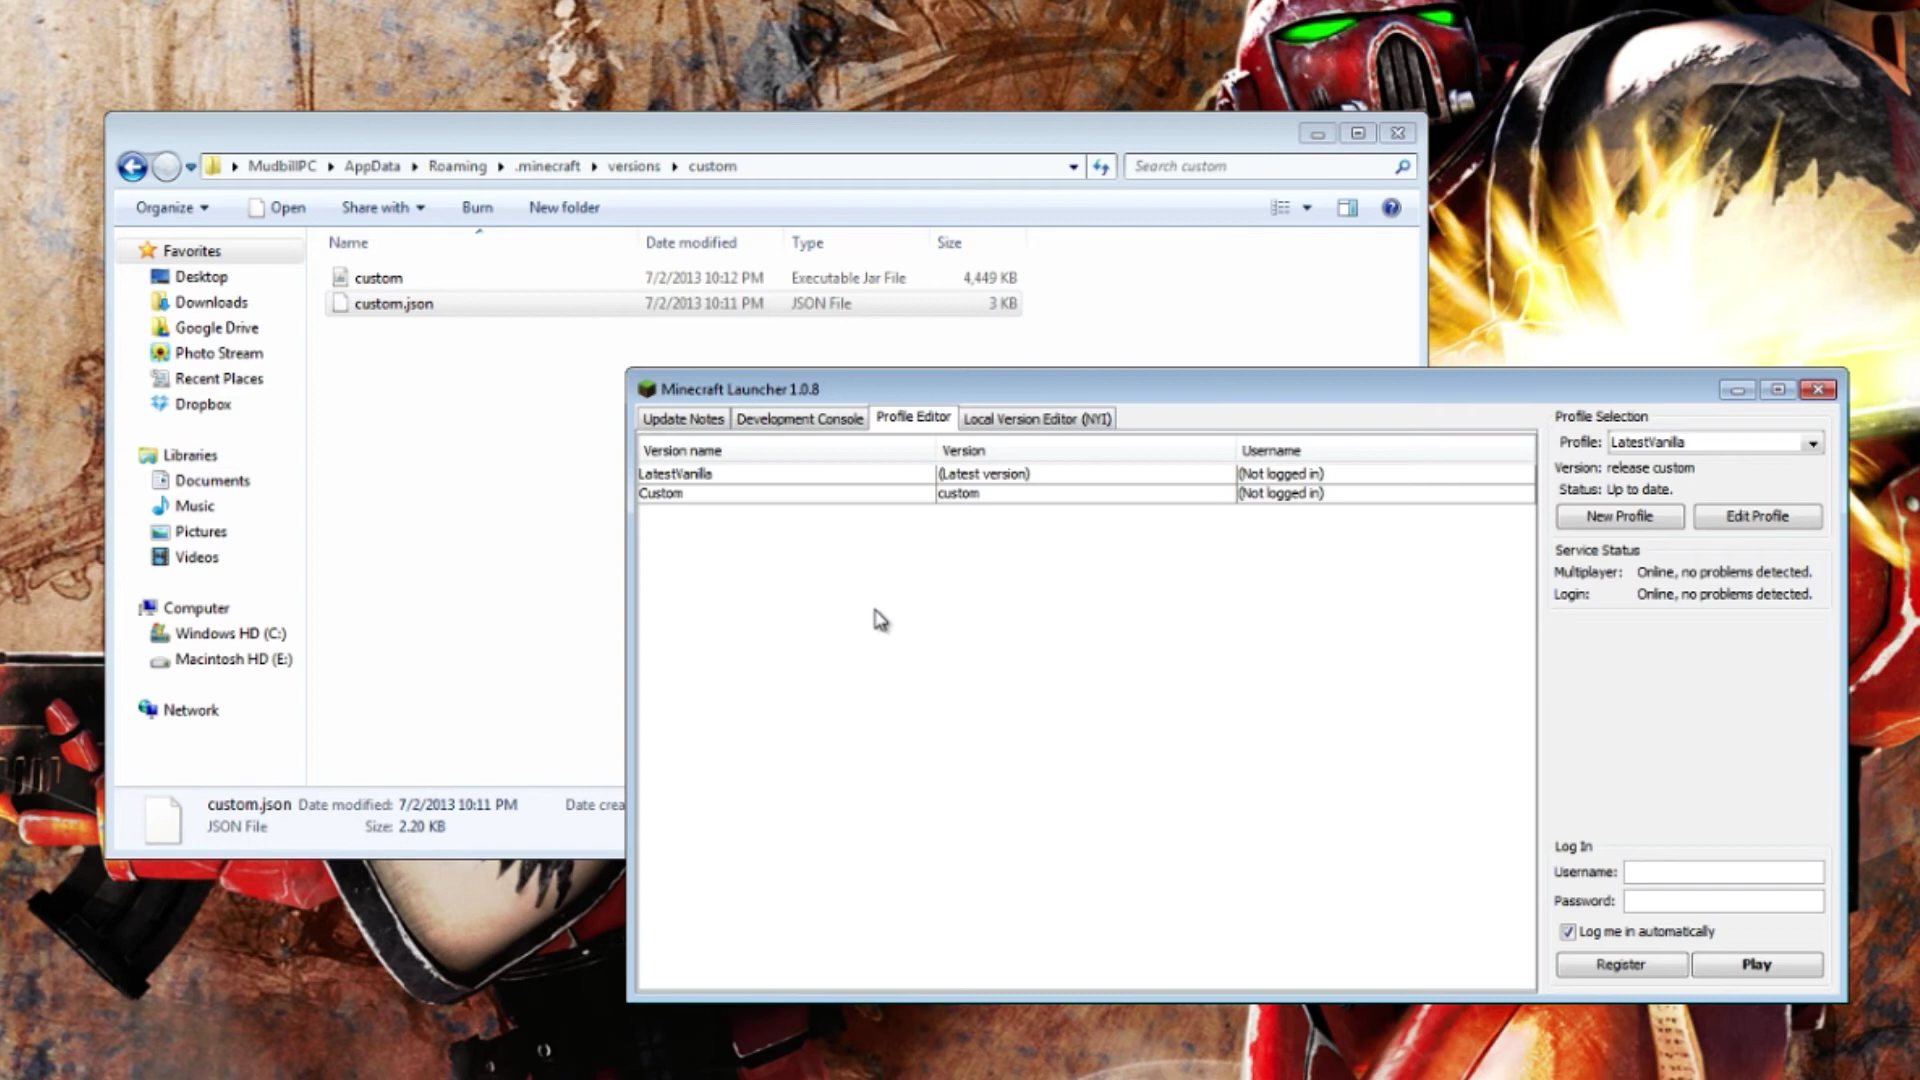 MudbillPC ▸ AppData ▸ Roaming ▸ .minecraft ▸ versions ▸ custom
Search custom
Organize Open Share with Burn New folder
Name Date modified Type Size
custom 7/2/2013 10:12 PM Executable Jar File 4,449 KB
custom.json 7/2/2013 10:11 PM JSON File 3 KB
Favorites
Desktop
Downloads
Google Drive
Photo Stream
Recent Places
Dropbox
Libraries
Documents
Music
Pictures
Videos
Computer
Windows HD (C:)
Macintosh HD (E:)
Network
custom.json Date modified: 7/2/2013 10:11 PM Date crea
JSON File Size: 2.20 KB
Minecraft Launcher 1.0.8
Update Notes Development Console Profile Editor Local Version Editor (NYI)
Version name Version Username
LatestVanilla (Latest version) (Not logged in)
Custom custom (Not logged in)
Profile Selection
Profile: LatestVanilla
Version: release custom
Status: Up to date.
New Profile Edit Profile
Service Status
Multiplayer: Online, no problems detected.
Login: Online, no problems detected.
Log In
Username:
Password:
Log me in automatically
Register Play